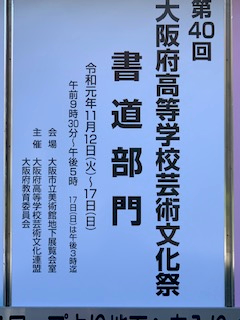 第40回
大阪府高等学校芸術文化祭
書道部門
令和元年11月12日(火)～17日(日)
午前9時30分～午後5時 17日(日)は午後3時迄
会場 大阪市立美術館地下展覧会室
主催 大阪府高等学校芸術文化連盟
大阪府教育委員会